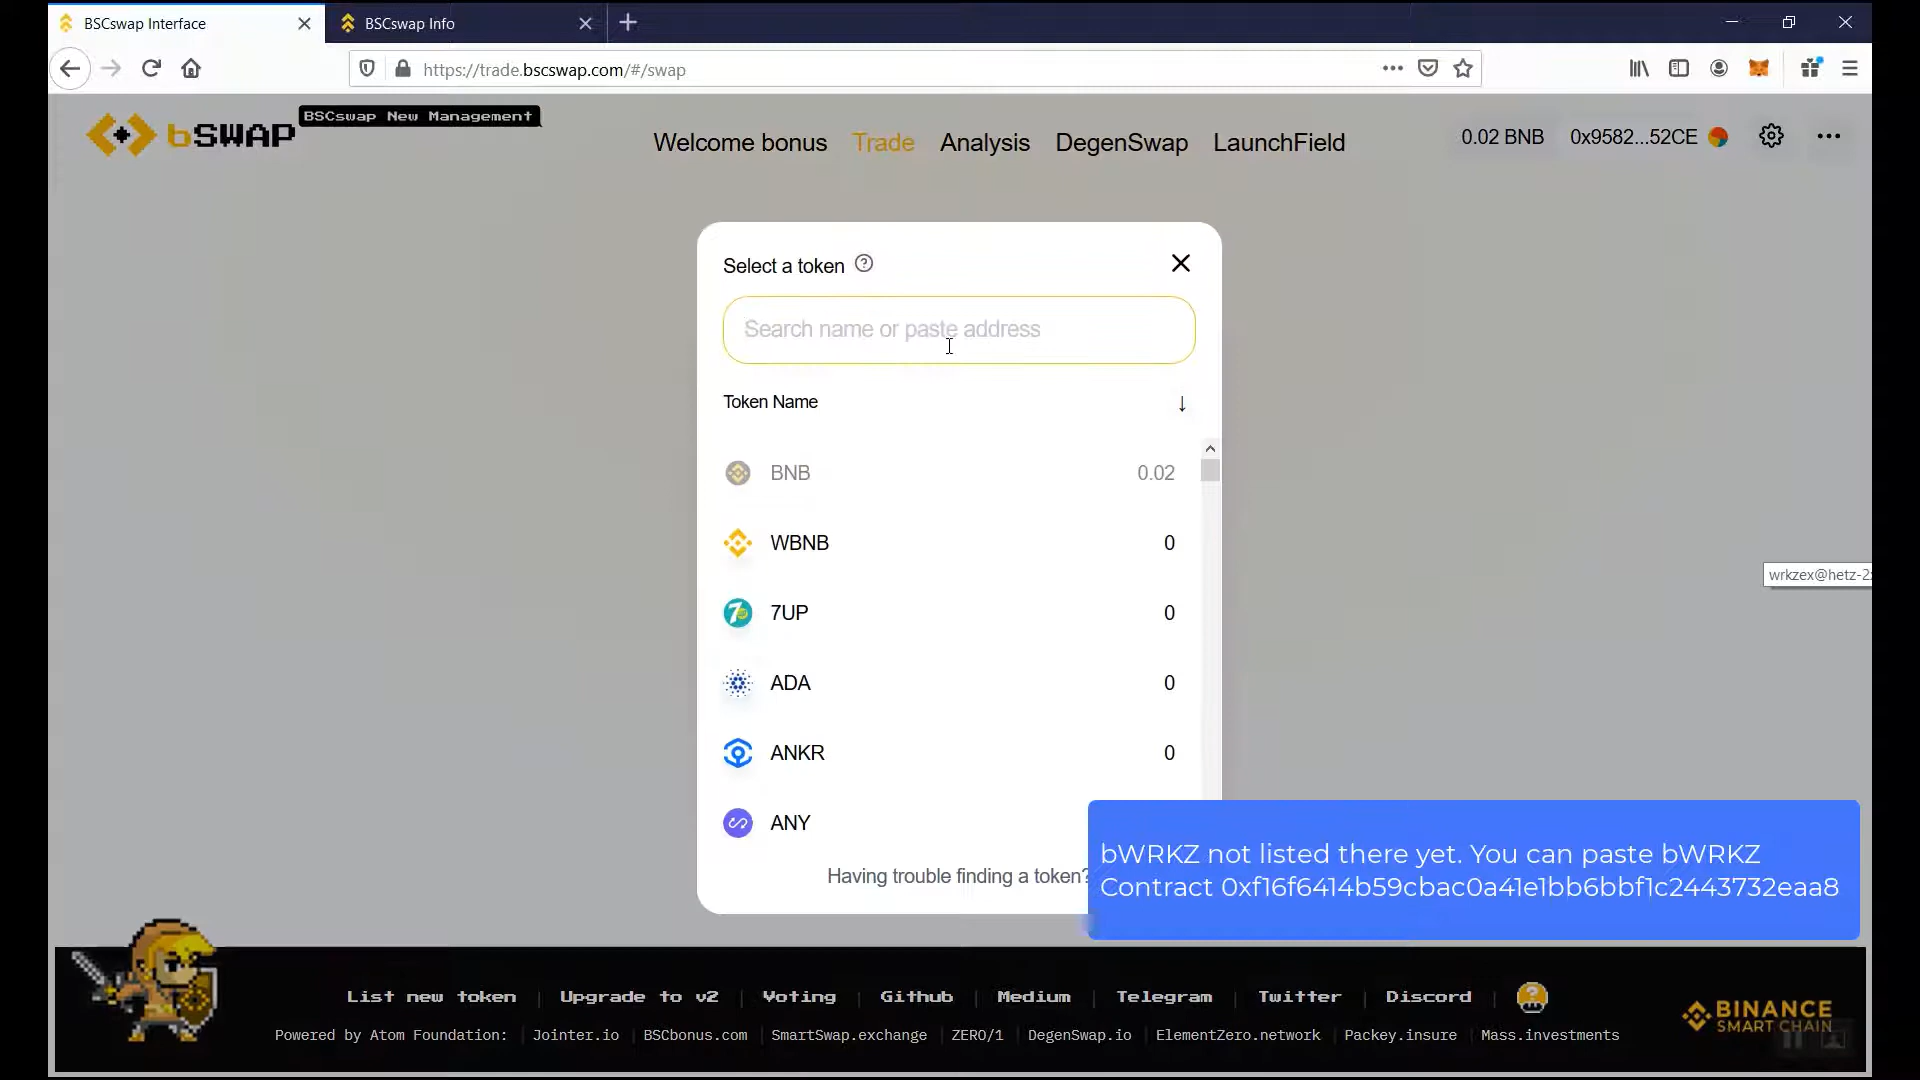 BSCswap Interface
BSCswap Info
https://trade.bscswap.com/#/swap
bSWAP
BSCswap New Management
Welcome bonus
Trade
Analysis
DegenSwap
LaunchField
0.02 BNB
0x9582...52CE
Select a token
Search name or paste address
Token Name
BNB 0.02
WBNB 0
7UP 0
ADA 0
ANKR 0
ANY
Having trouble finding a token?
wrkzex@hetz-2
bWRKZ not listed there yet. You can paste bWRKZ
Contract 0xf16f6414b59cbac0a41e1bb6bbf1c2443732eaa8
List new token | Upgrade to v2 | Voting | Github | Medium | Telegram | Twitter | Discord
Powered by Atom Foundation: | Jointer.io | BSCbonus.com | SmartSwap.exchange | ZERO/1 | DegenSwap.io | ElementZero.network | Packey.insure | Mass.investments
BINANCE
SMART CHAIN